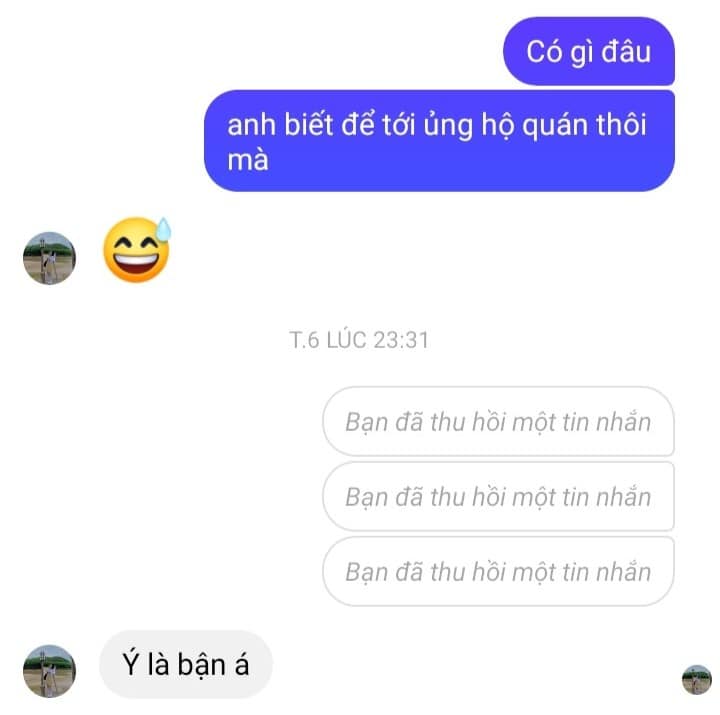 Có gì đâu
anh biết để tới ủng hộ quán thôi
mà
T.6 LÚC 23:31
Bạn đã thu hồi một tin nhắn
Bạn đã thu hồi một tin nhắn
Bạn đã thu hồi một tin nhắn
Ý là bận á